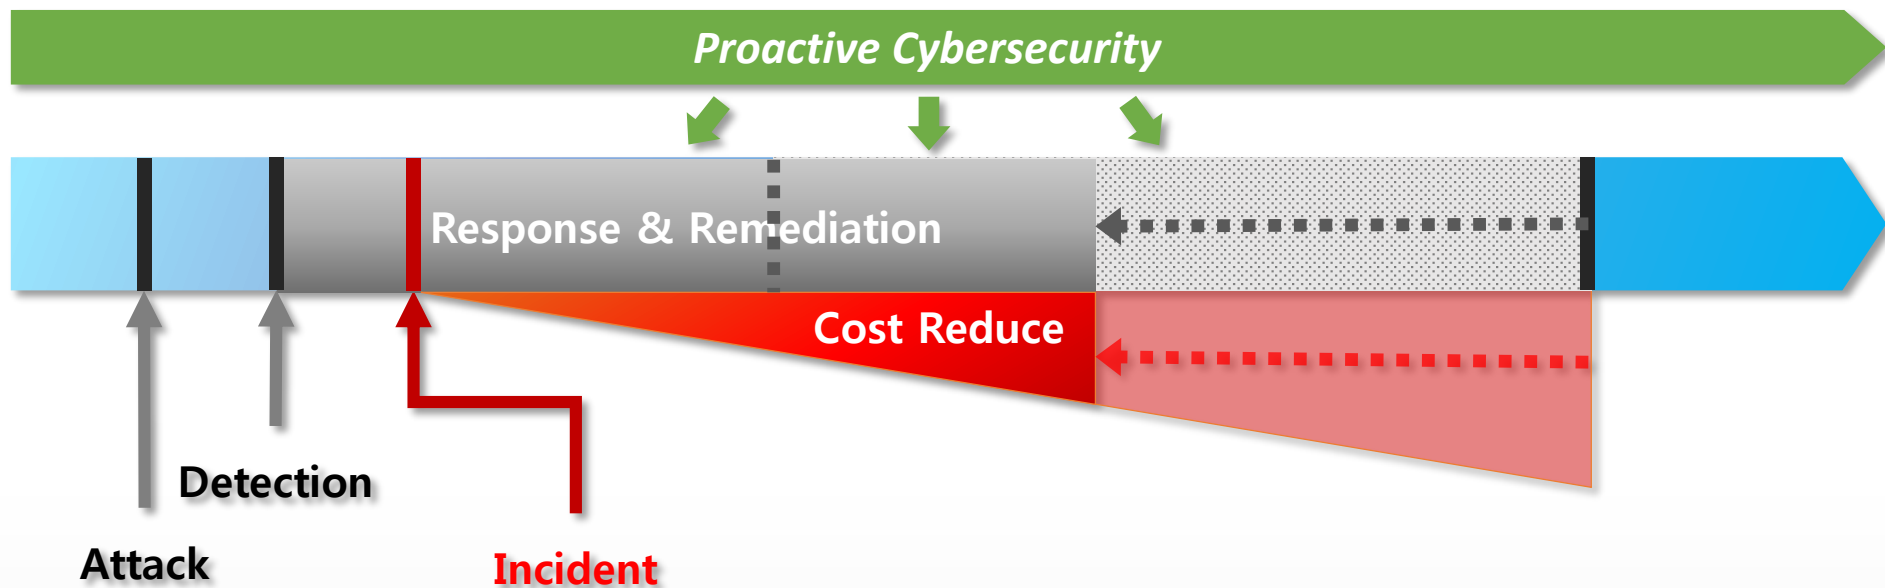 Proactive Cybersecurity
Response & Remediation
Cost Reduce
Detection
Attack
Incident